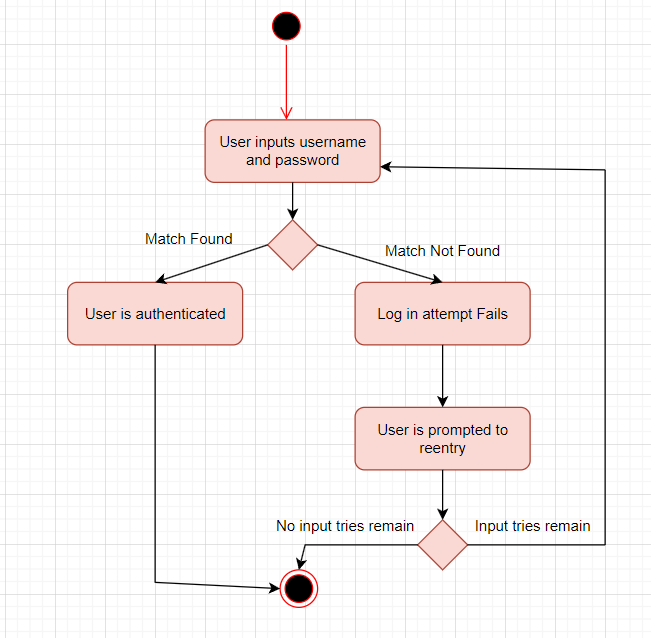 User inputs username
and password
Match Found
Match Not Found
User is authenticated
Log in attempt Fails
User is prompted to
reentry
No input tries remain
Input tries remain